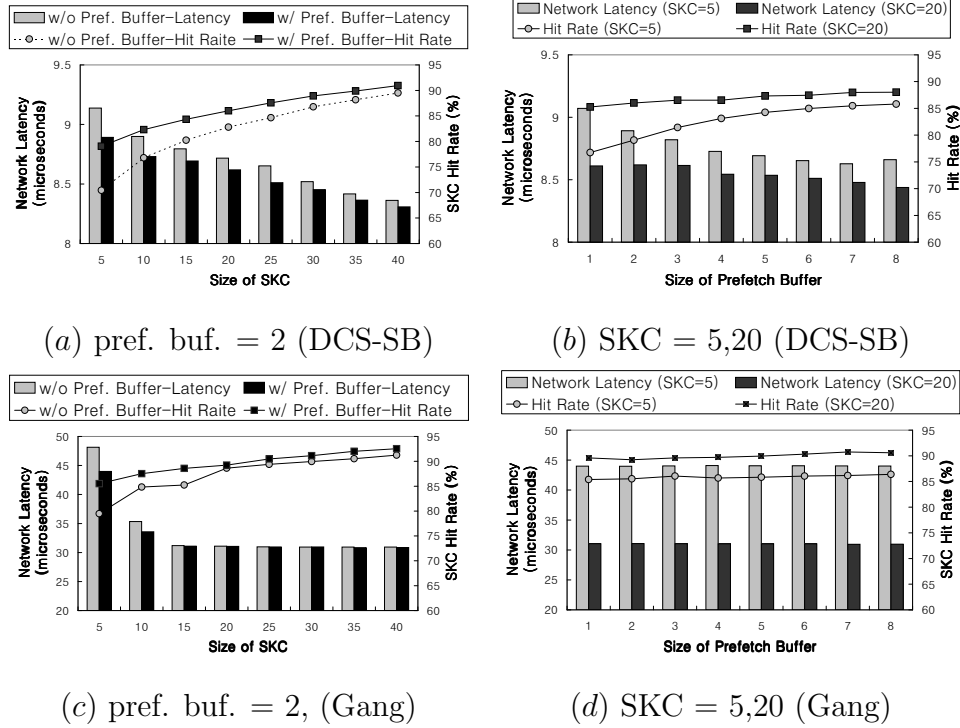 w/o Pref. Buffer-Latency w/ Pref. Buffer-Latency
w/o Pref. Buffer-Hit Raite w/ Pref. Buffer-Hit Rate
9.5
9
8.5
8
Network Latency
(microseconds)
95
90
85
80
75
70
65
60
SKC Hit Rate (%)
5 10 15 20 25 30 35 40
Size of SKC
(a) pref. buf. = 2 (DCS-SB)
Network Latency (SKC=5) Network Latency (SKC=20)
Hit Rate (SKC=5) Hit Rate (SKC=20)
9.5
9
8.5
8
Network Latency
(microseconds)
95
90
85
80
75
70
65
60
Hit Rate (%)
1 2 3 4 5 6 7 8
Size of Prefetch Buffer
(b) SKC = 5,20 (DCS-SB)
w/o Pref. Buffer-Latency w/ Pref. Buffer-Latency
w/o Pref. Buffer-Hit Raite w/ Pref. Buffer-Hit Rate
50
45
40
35
30
25
20
Network Latency
(microseconds)
95
90
85
80
75
70
65
60
SKC Hit Rate (%)
5 10 15 20 25 30 35 40
Size of SKC
(c) pref. buf. = 2, (Gang)
Network Latency (SKC=5) Network Latency (SKC=20)
Hit Rate (SKC=5) Hit Rate (SKC=20)
50
45
40
35
30
25
20
Network Latency
(microseconds)
95
90
85
80
75
70
65
60
SKC Hit Rate (%)
1 2 3 4 5 6 7 8
Size of Prefetch Buffer
(d) SKC = 5,20 (Gang)